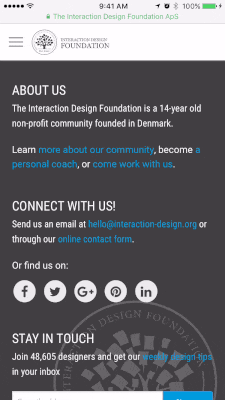 9:41 AM
100%
The Interaction Design Foundation ApS
INTERACTION DESIGN
FOUNDATION
ABOUT US
The Interaction Design Foundation is a 14-year old
non-profit community founded in Denmark.
Learn more about our community, become a
personal coach, or come work with us.
CONNECT WITH US!
Send us an email at hello@interaction-design.org or
through our online contact form.
Or find us on:
STAY IN TOUCH
Join 48,605 designers and get our weekly design tips
in your inbox
INTERACTION DESIGN FOUNDATION